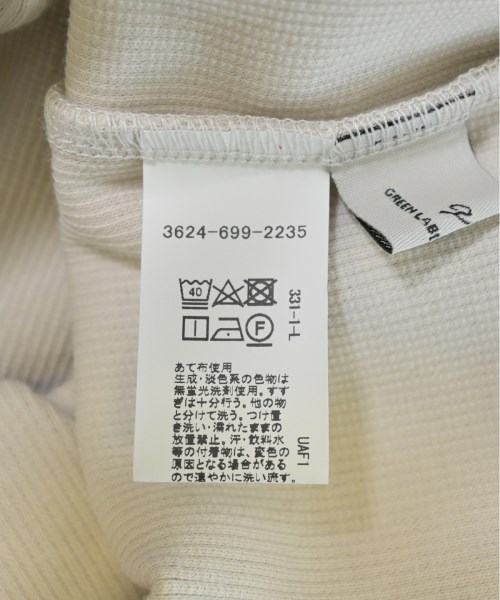 3624-699-2235
40
F
331-1-L
あて布使用
生成・淡色系の色物は
無蛍光洗剤使用。すす
ぎは十分行う。他の物
と分けて洗う。つけ置
き洗い・濡れたままの
放置禁止。汗・飲料水
等の付着物は、変色の
原因となる場合がある
ので速やかに洗い流す。
UAF1
GREEN LABE